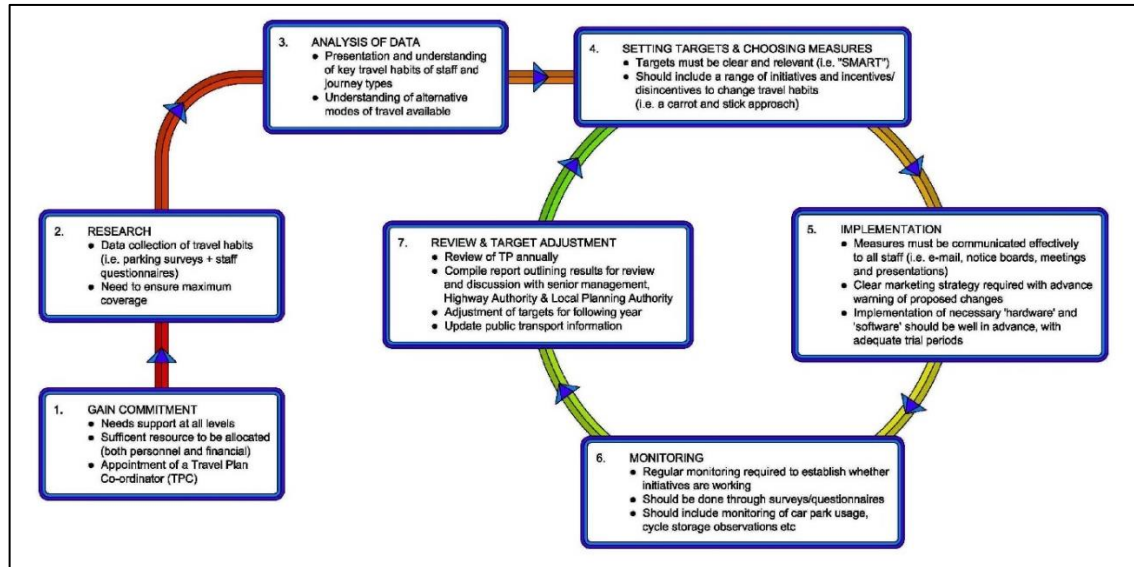 1. GAIN COMMITMENT
● Needs support at all levels
● Sufficent resource to be allocated
(both personnel and financial)
● Appointment of a Travel Plan
Co-ordinator (TPC)
2. RESEARCH
● Data collection of travel habits
(i.e. parking surveys + staff
questionnaires)
● Need to ensure maximum
coverage
3. ANALYSIS OF DATA
● Presentation and understanding
of key travel habits of staff and
journey types
● Understanding of alternative
modes of travel available
4. SETTING TARGETS & CHOOSING MEASURES
● Targets must be clear and relevant (i.e. "SMART")
● Should include a range of initiatives and incentives/
disincentives to change travel habits
(i.e. a carrot and stick approach)
5. IMPLEMENTATION
● Measures must be communicated effectively
to all staff (i.e. e-mail, notice boards, meetings
and presentations)
● Clear marketing strategy required with advance
warning of proposed changes
● Implementation of necessary 'hardware' and
'software' should be well in advance, with
adequate trial periods
6. MONITORING
● Regular monitoring required to establish whether
initiatives are working
● Should be done through surveys/questionnaires
● Should include monitoring of car park usage,
cycle storage observations etc
7. REVIEW & TARGET ADJUSTMENT
● Review of TP annually
● Compile report outlining results for review
and discussion with senior management,
Highway Authority & Local Planning Authority
● Adjustment of targets for following year
● Update public transport information